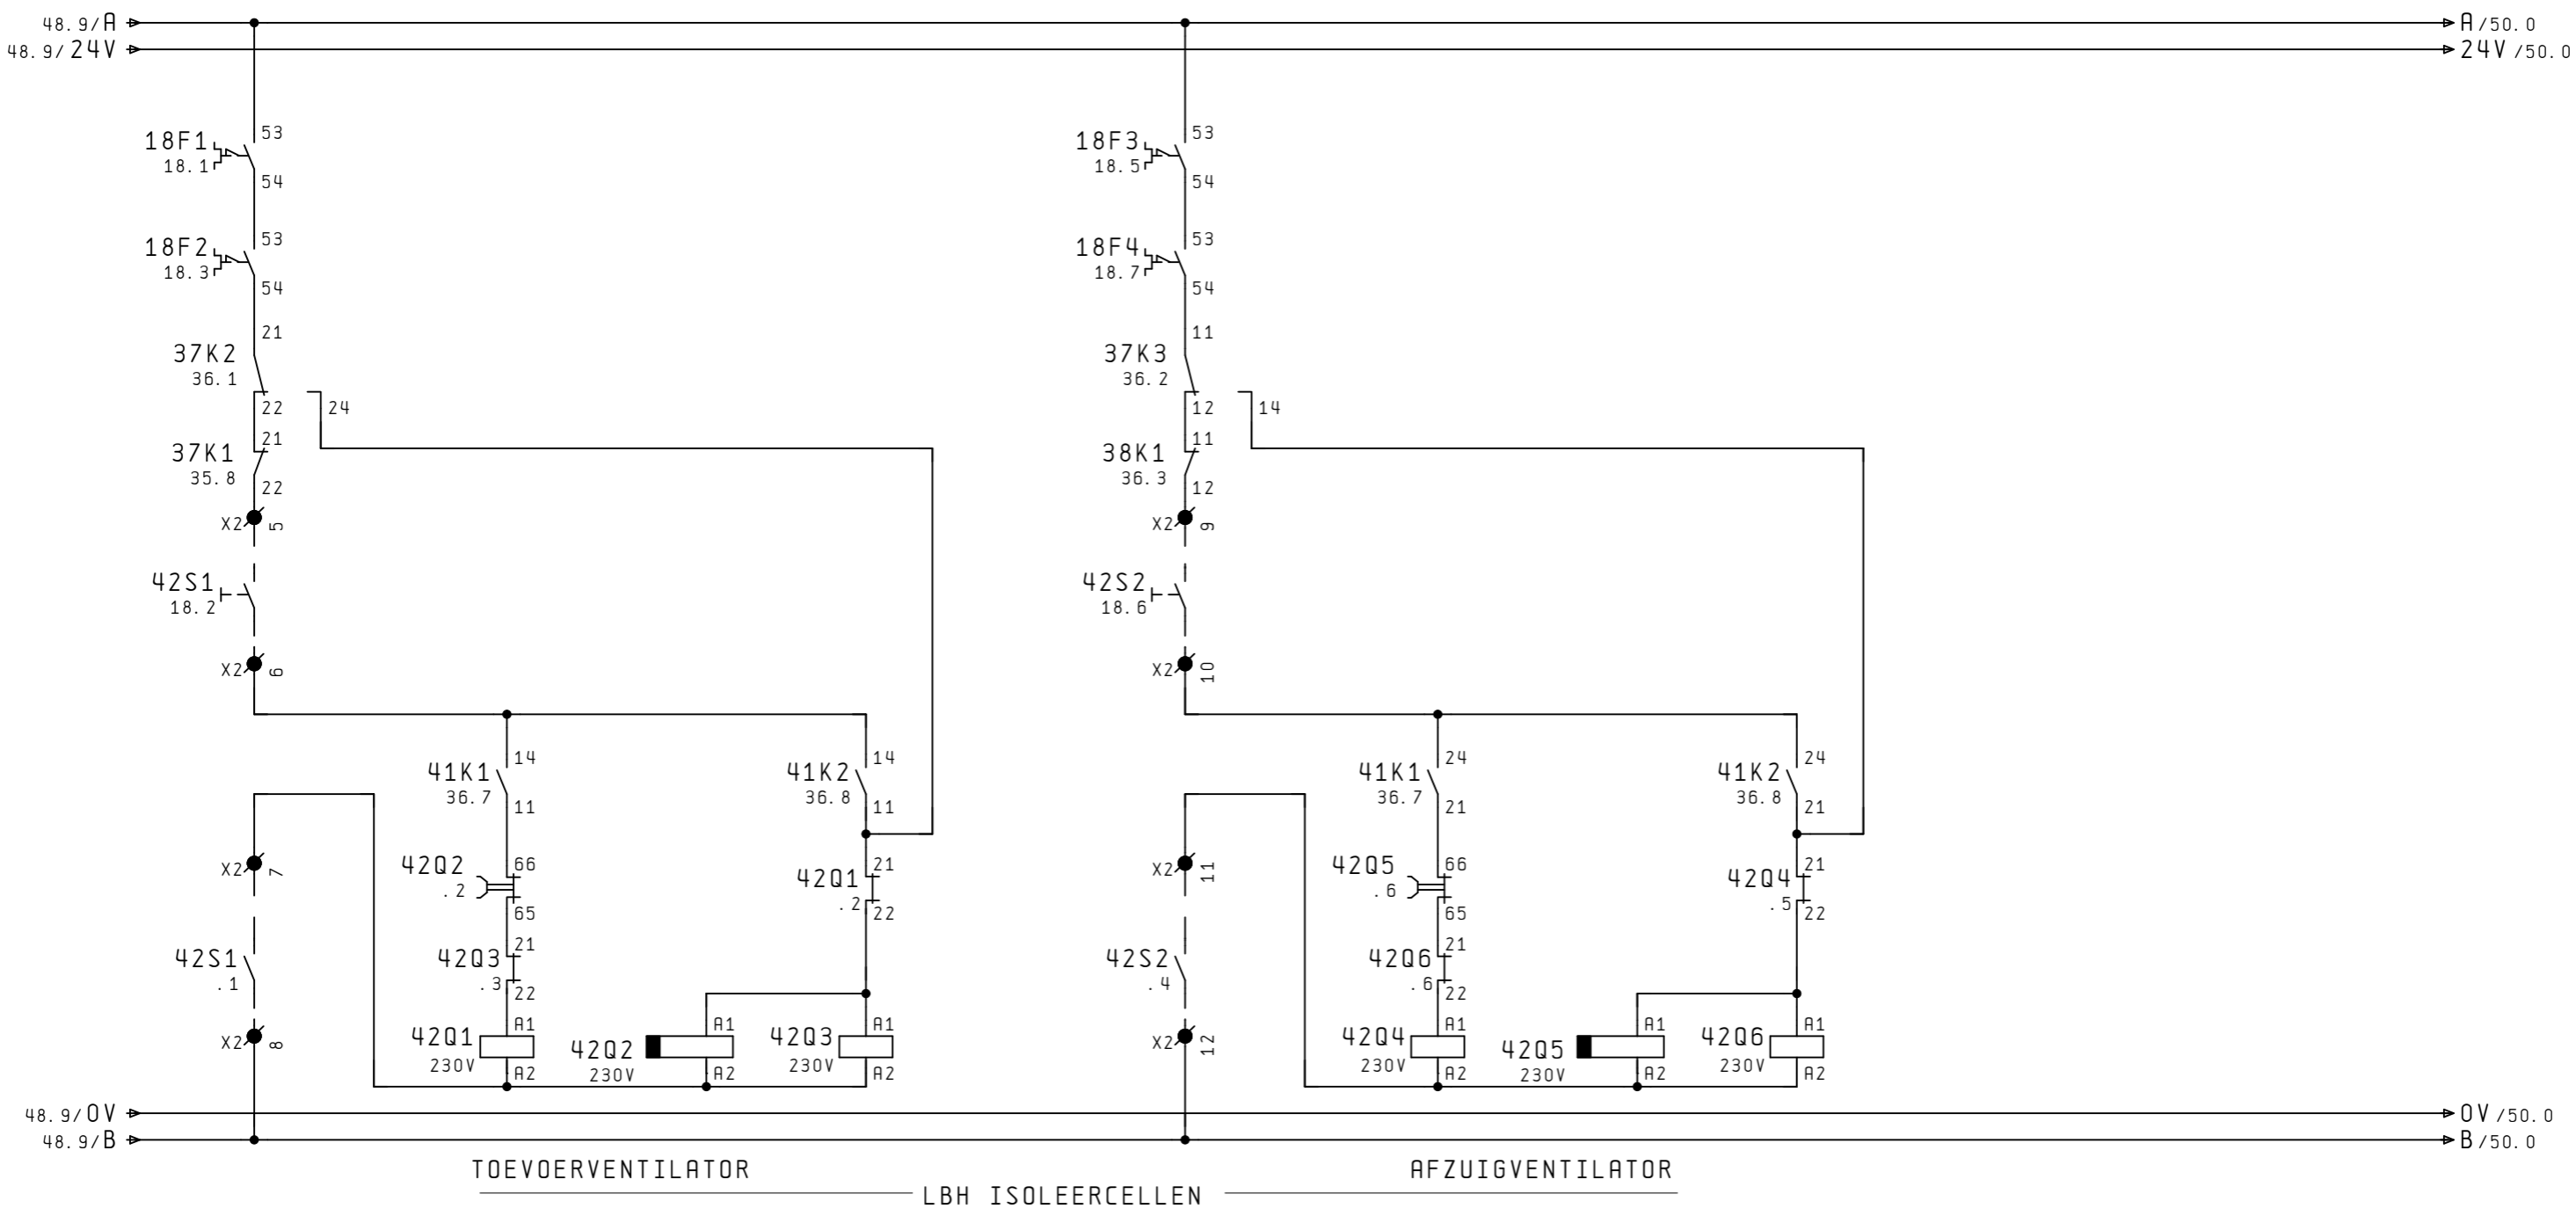 48.9/A A/50.0
48.9/24V 24V/50.0
53 53
18F1 18F3
18.1 18.5
54 54
53 53
18F2 18F4
18.3 18.7
54 54
21 11
37K2 37K3
36.1 36.2
22 24 12 14
21 11
37K1 38K1
35.8 36.3
22 12
X2 5 X2 9
42S1 42S2
18.2 18.6
X2 6 X2 10
14 14 24 24
41K1 41K2 41K1 41K2
36.7 36.8 36.7 36.8
11 11 21 21
X2 7 42Q2 66 21 X2 11 42Q5 66 21
.2 42Q1 .6 42Q4
65 .2 22 65 .5 22
21 21
42S1 42Q3 42S2 42Q6
.1 .3 22 .4 .6 22
A1 A1 A1 A1 A1 A1
X2 8 42Q1 42Q2 42Q3 X2 12 42Q4 42Q5 42Q6
230V 230V 230V 230V 230V 230V
A2 A2 A2 A2 A2 A2
48.9/0V 0V/50.0
48.9/B B/50.0
TOEVOERVENTILATOR AFZUIGVENTILATOR
LBH ISOLEERCELLEN